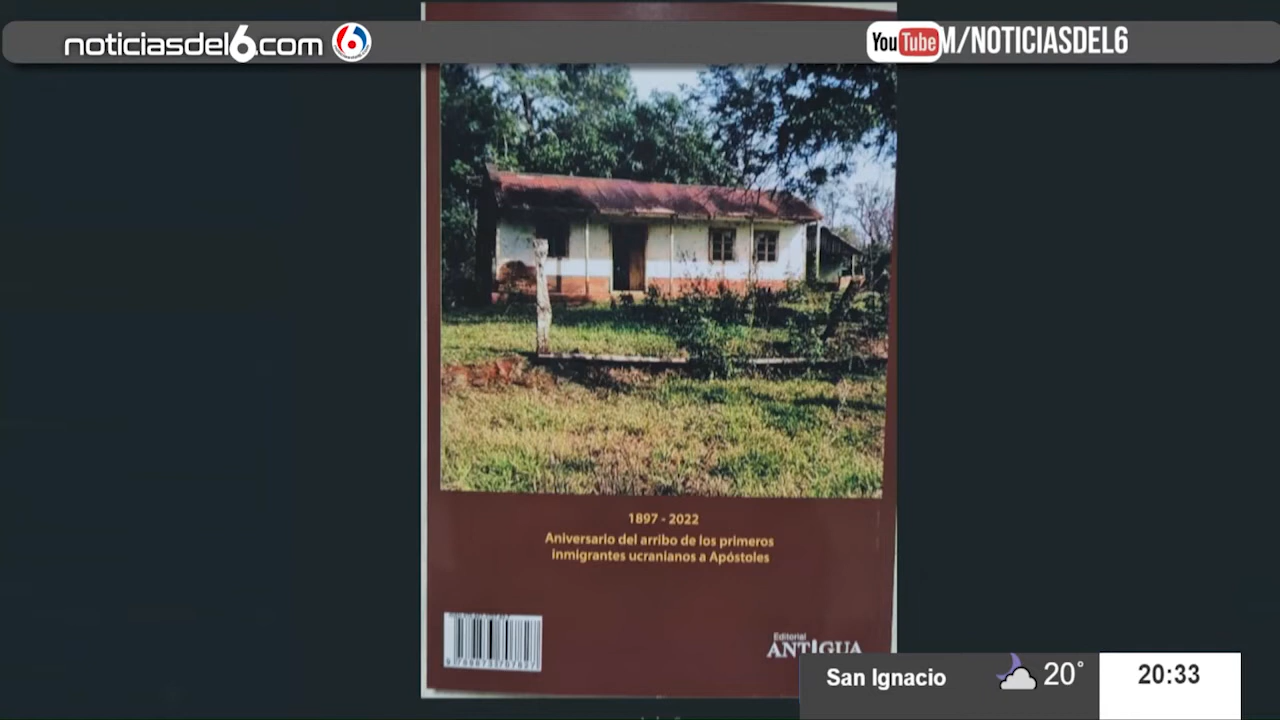 noticiasdel6.com 6
YouTube M/NOTICIASDEL6
1897 - 2022
Aniversario del arribo de los primeros
inmigrantes ucranianos a Apóstoles
Editorial
ANTIGUA
San Ignacio 20° 20:33